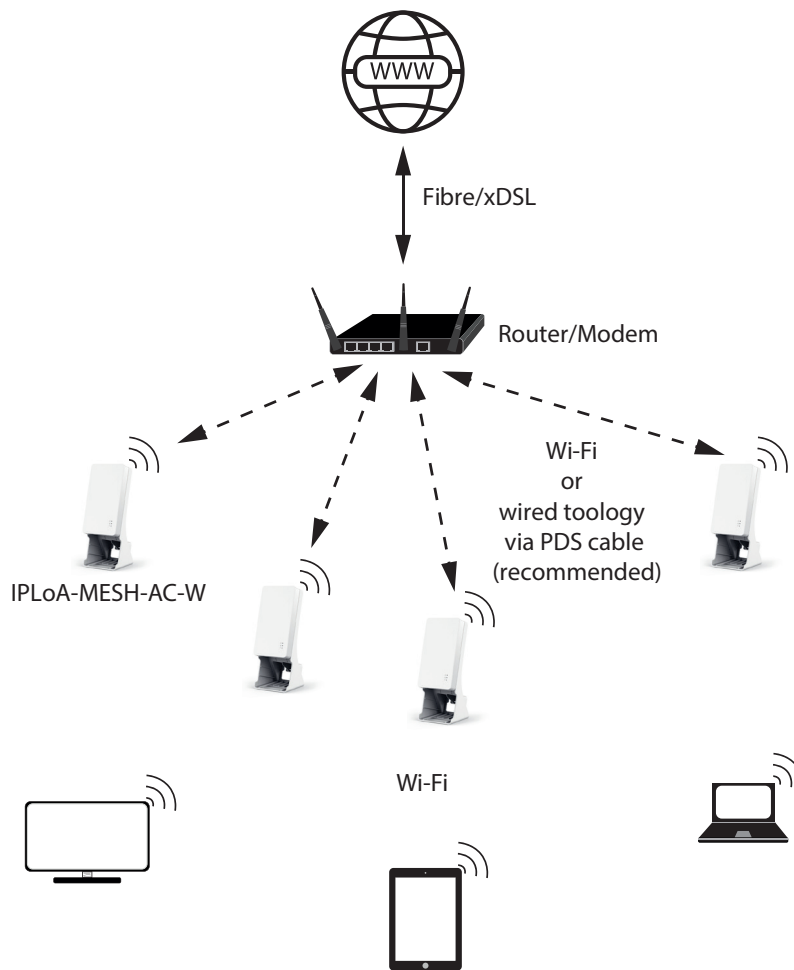 WWW
Fibre/xDSL
Router/Modem
Wi-Fi
or
wired toology
via PDS cable
(recommended)
IPLoA-MESH-AC-W
Wi-Fi